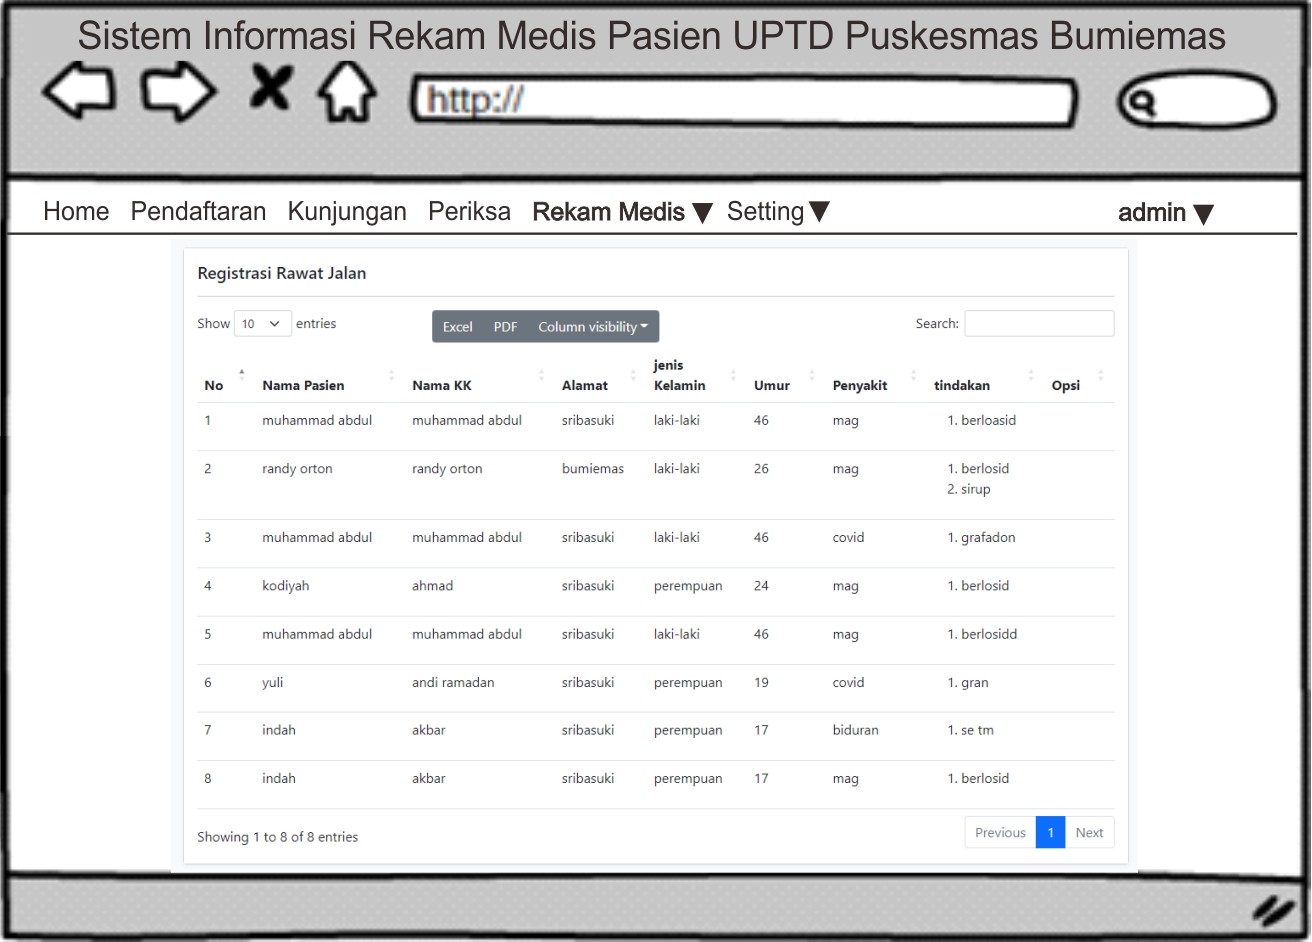 Sistem Informasi Rekam Medis Pasien UPTD Puskesmas Bumiemas
http://
Home Pendaftaran Kunjungan Periksa Rekam Medis Setting admin
Registrasi Rawat Jalan
Show 10 entries Excel PDF Column visibility Search:
No Nama Pasien Nama KK Alamat jenis Kelamin Umur Penyakit tindakan Opsi
1 muhammad abdul muhammad abdul sribasuki laki-laki 46 mag 1. berloasid
2 randy orton randy orton bumiemas laki-laki 26 mag 1. berlosid
2. sirup
3 muhammad abdul muhammad abdul sribasuki laki-laki 46 covid 1. grafadon
4 kodiyah ahmad sribasuki perempuan 24 mag 1. berlosid
5 muhammad abdul muhammad abdul sribasuki laki-laki 46 mag 1. berlosidd
6 yuli andi ramadan sribasuki perempuan 19 covid 1. gran
7 indah akbar sribasuki perempuan 17 biduran 1. se tm
8 indah akbar sribasuki perempuan 17 mag 1. berlosid
Showing 1 to 8 of 8 entries Previous 1 Next